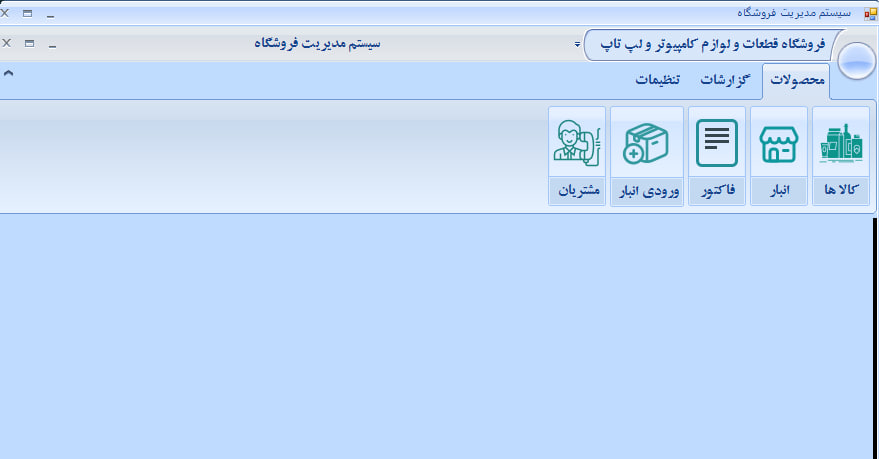 سیستم مدیریت فروشگاه
فروشگاه قطعات و لوازم کامپیوتر و لپ تاپ
سیستم مدیریت فروشگاه
محصولات گزارشات تنظیمات
کالا ها انبار فاکتور ورودی انبار مشتریان